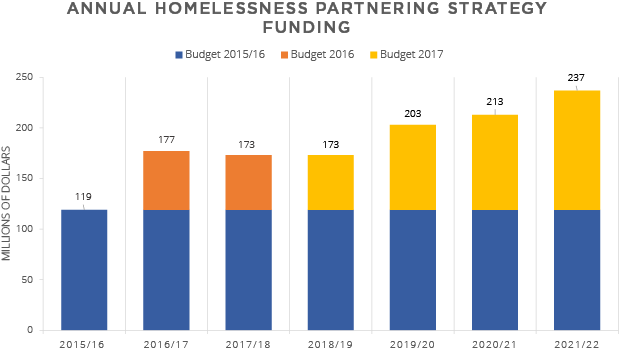 ANNUAL HOMELESSNESS PARTNERING STRATEGY
FUNDING
Budget 2015/16 Budget 2016 Budget 2017
MILLIONS OF DOLLARS
250
200
150
100
50
0
119
177
173
173
203
213
237
2015/16 2016/17 2017/18 2018/19 2019/20 2020/21 2021/22